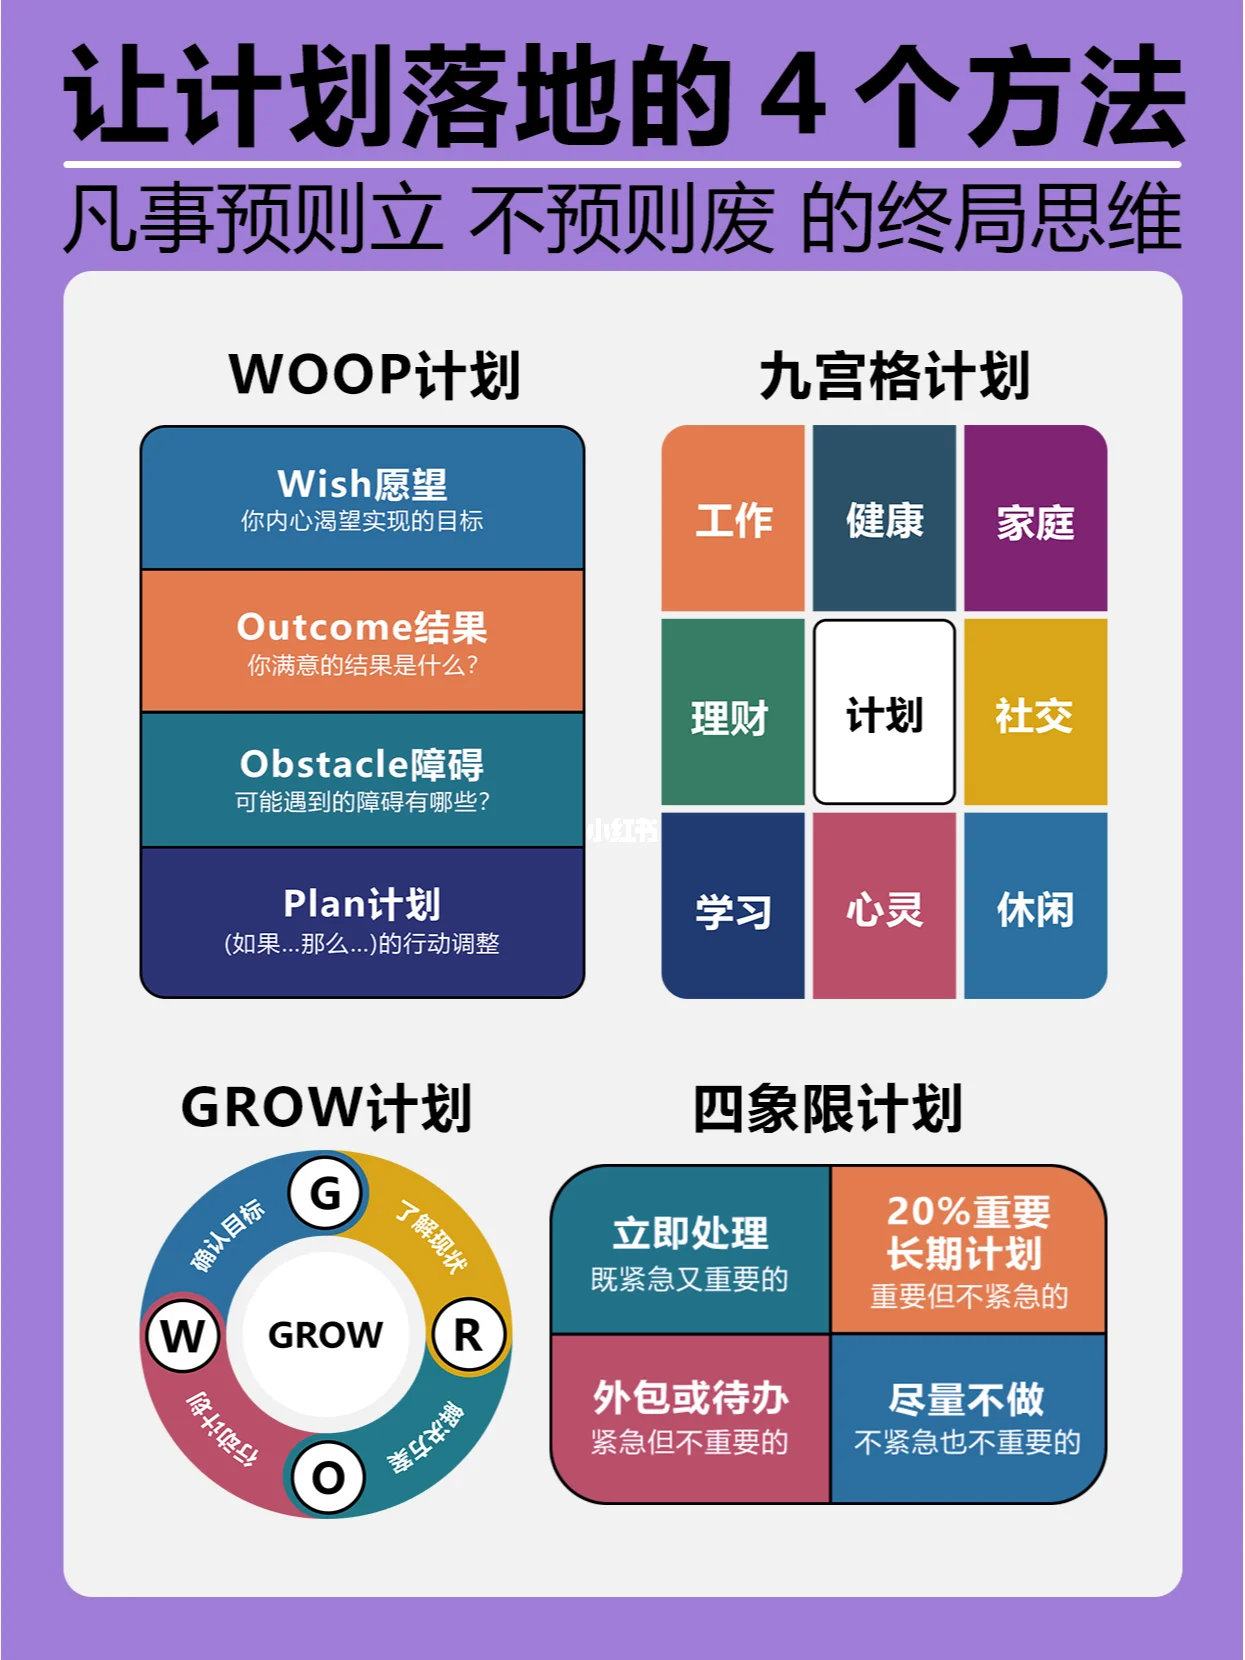 让计划落地的4个方法
凡事预则立 不预则废 的终局思维
WOOP计划
Wish愿望
你内心渴望实现的目标
Outcome结果
你满意的结果是什么?
Obstacle障碍
可能遇到的障碍有哪些?
Plan计划
(如果...那么...)的行动调整
九宫格计划
工作
健康
家庭
理财
计划
社交
学习
心灵
休闲
小红书
GROW计划
G
确认目标
了解现状
W
GROW
R
行动计划
解决方案
O
四象限计划
立即处理
既紧急又重要的
20%重要
长期计划
重要但不紧急的
外包或待办
紧急但不重要的
尽量不做
不紧急也不重要的